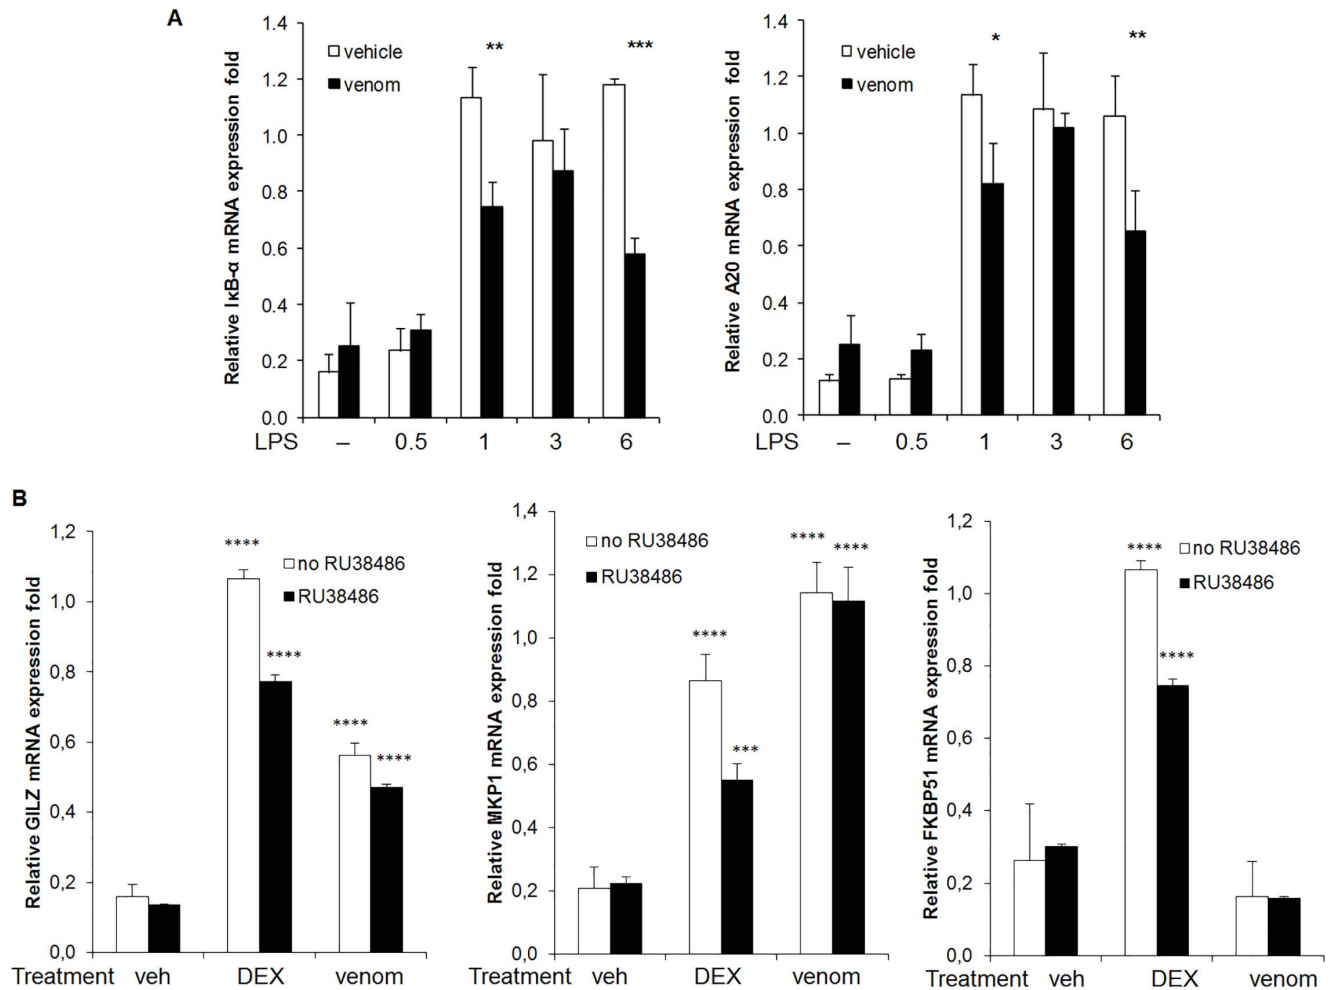 A
Relative IκB-α mRNA expression fold
1.4
1.2
1.0
0.8
0.6
0.4
0.2
0.0
vehicle
venom
**
***
LPS – 0.5 1 3 6
Relative A20 mRNA expression fold
1.4
1.2
1.0
0.8
0.6
0.4
0.2
0.0
vehicle
venom
*
**
LPS – 0.5 1 3 6
B
Relative GILZ mRNA expression fold
1,2
1,0
0,8
0,6
0,4
0,2
0,0
no RU38486
RU38486
****
****
****
****
Treatment veh DEX venom
Relative MKP1 mRNA expression fold
1,4
1,2
1,0
0,8
0,6
0,4
0,2
0,0
no RU38486
RU38486
****
***
****
****
Treatment veh DEX venom
Relative FKBP51 mRNA expression fold
1,2
1,0
0,8
0,6
0,4
0,2
0,0
no RU38486
RU38486
****
****
Treatment veh DEX venom